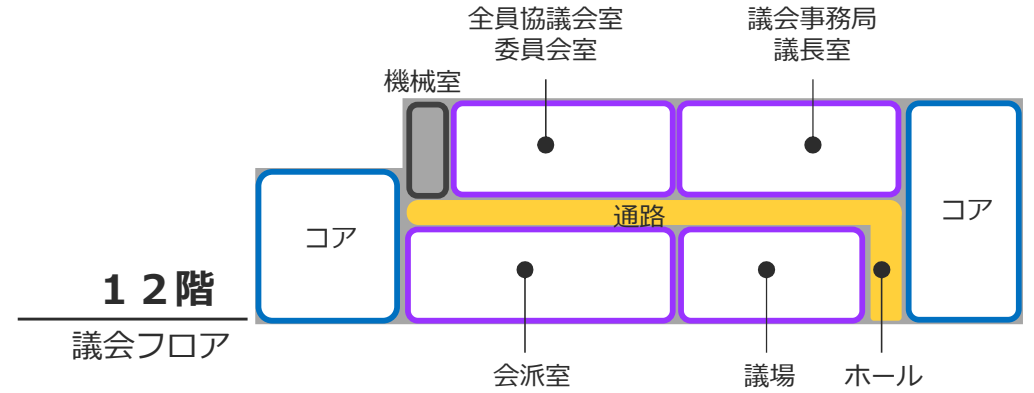 全員協議会室
委員会室
議会事務局
議長室
機械室
通路
コア
コア
１２階
議会フロア
会派室
議場
ホール